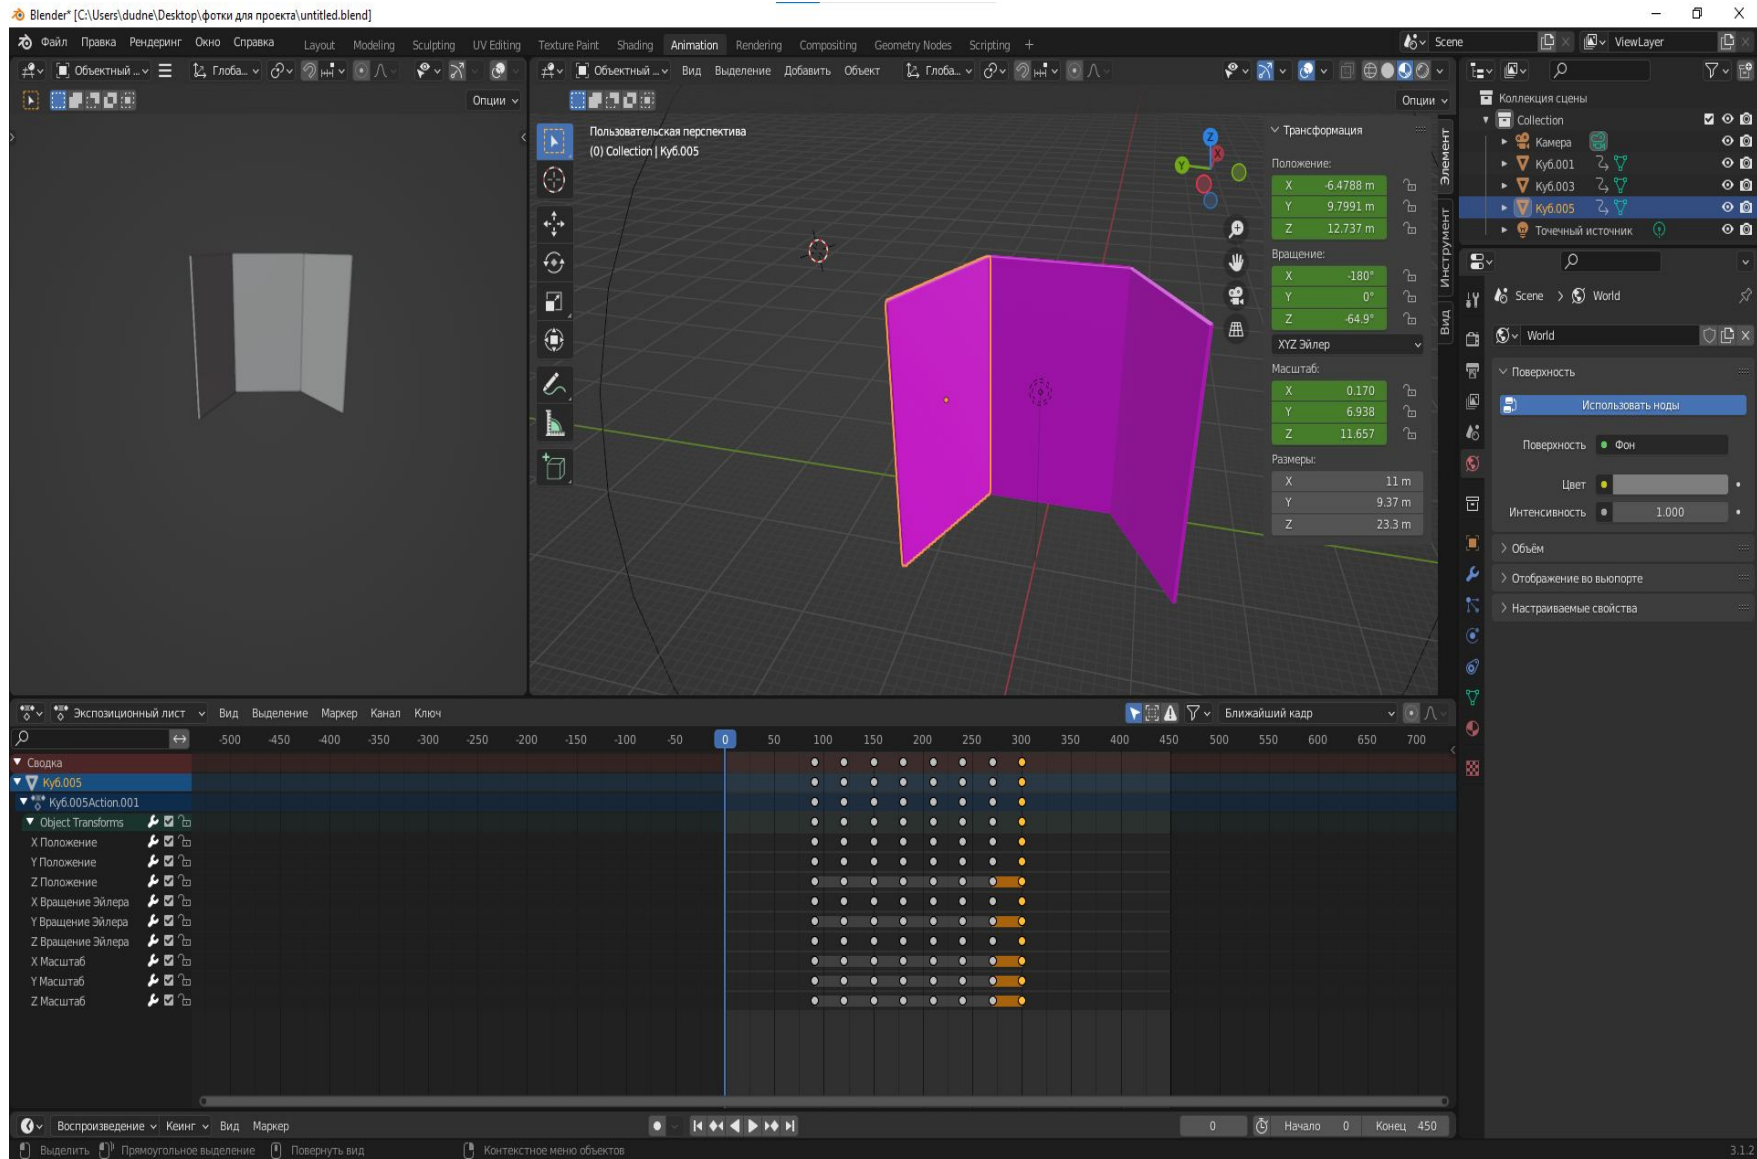 Blender* [C:\Users\dudne\Desktop\фотки для проекта\untitled.blend]
Файл Правка Рендеринг Окно Справка Layout Modeling Sculpting UV Editing Texture Paint Shading Animation Rendering Compositing Geometry Nodes Scripting + Scene ViewLayer
Объектный ... Глоба...
Опции
Объектный ... Вид Выделение Добавить Объект Глоба...
Опции
Пользовательская перспектива
(0) Collection | Куб.005
Z
X
Y
Трансформация
Положение:
X -6.4788 m
Y 9.7991 m
Z 12.737 m
Вращение:
X -180°
Y 0°
Z -64.9°
XYZ Эйлер
Масштаб:
X 0.170
Y 6.938
Z 11.657
Размеры:
X 11 m
Y 9.37 m
Z 23.3 m
Элемент
Инструмент
Вид
Коллекция сцены
Collection
Камера
Куб.001
Куб.003
Куб.005
Точечный источник
Scene > World
World
Поверхность
Использовать ноды
Поверхность Фон
Цвет
Интенсивность 1.000
Объём
Отображение во вьюпорте
Настраиваемые свойства
Экспозиционный лист Вид Выделение Маркер Канал Ключ Ближайший кадр
-500 -450 -400 -350 -300 -250 -200 -150 -100 -50 0 50 100 150 200 250 300 350 400 450 500 550 600 650 700
Сводка
Куб.005
Куб.005Action.001
Object Transforms
X Положение
Y Положение
Z Положение
X Вращение Эйлера
Y Вращение Эйлера
Z Вращение Эйлера
X Масштаб
Y Масштаб
Z Масштаб
Воспроизведение Кеинг Вид Маркер 0 Начало 0 Конец 450
Выделить Прямоугольное выделение Повернуть вид Контекстное меню объектов 3.1.2